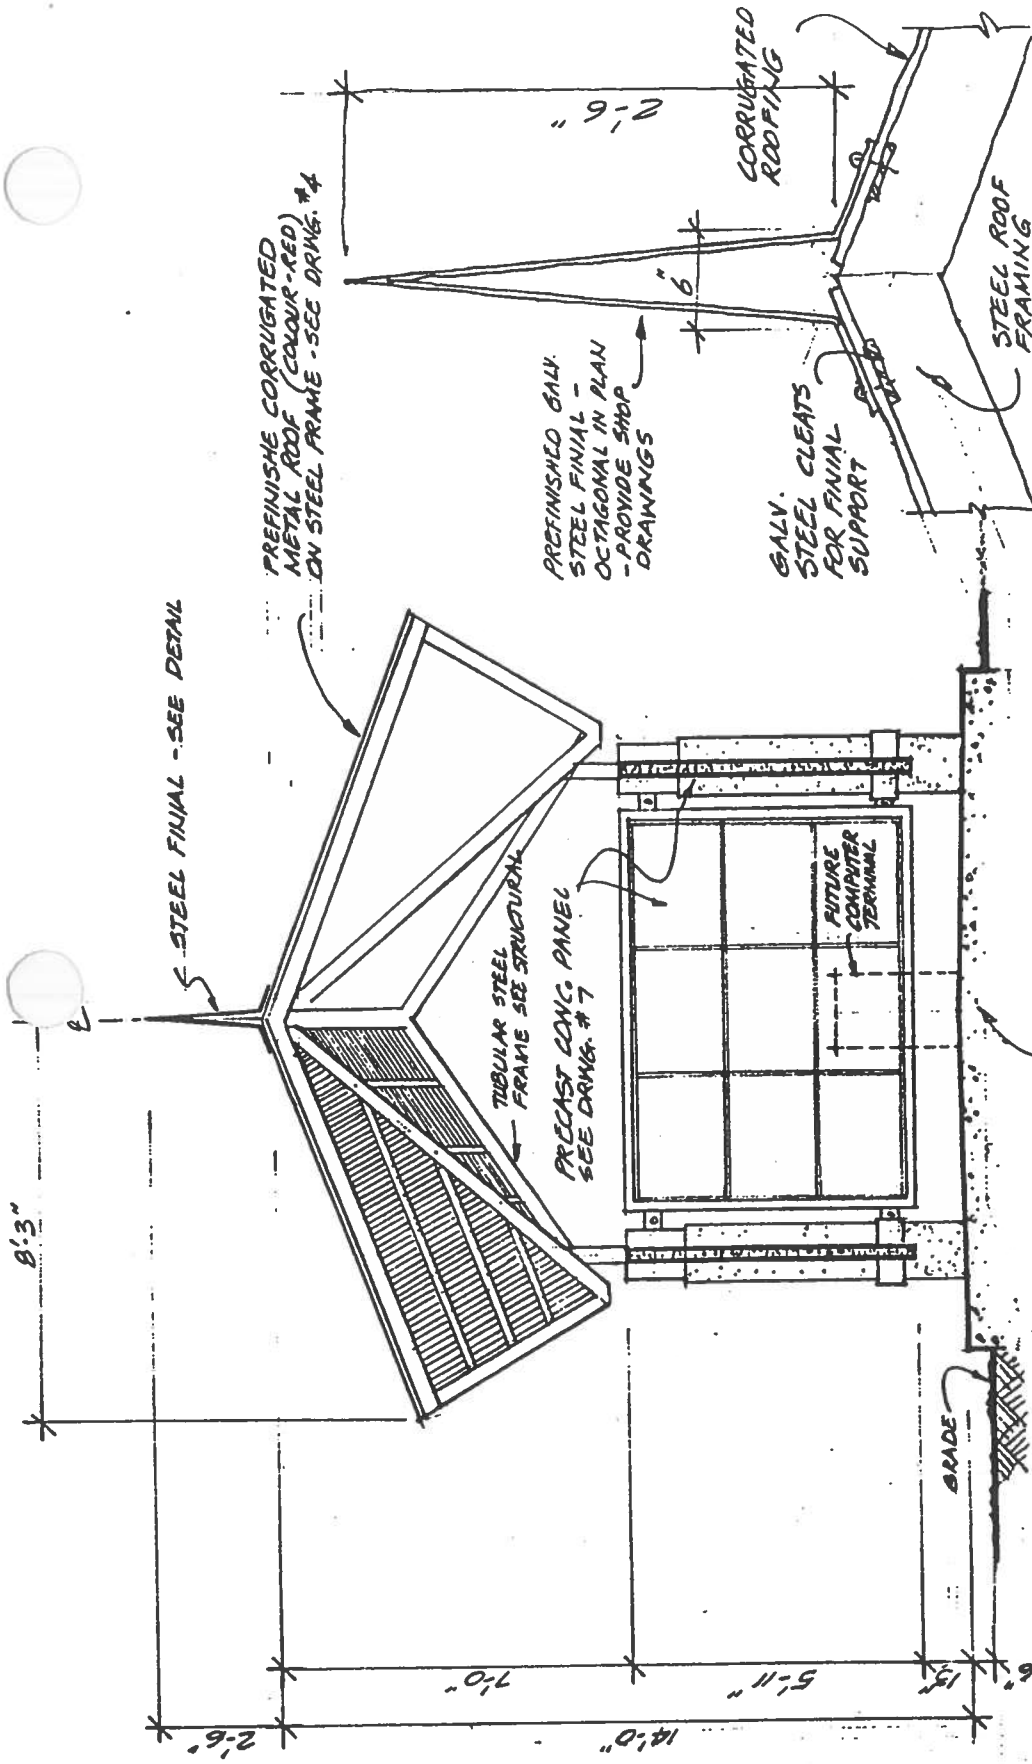 8'-3"
℄
STEEL FINIAL - SEE DETAIL
PREFINISHE CORRUGATED
METAL ROOF (COLOUR-RED)
ON STEEL FRAME - SEE DRWG. #4
2'-6"
6"
CORRUGATED
ROOFING
PREFINISHED GALV.
STEEL FINIAL -
OCTAGONAL IN PLAN
- PROVIDE SHOP
DRAWINGS
GALV.
STEEL CLEATS
FOR FINIAL
SUPPORT
STEEL ROOF
FRAMING
TUBULAR STEEL
FRAME SEE STRUCTURAL
PRECAST CONC. PANEL
SEE DRWG. #7
FUTURE
COMPUTER
TERMINAL
GRADE
2'-6"
7'-0"
14'-0"
5'-11"
13"
6"